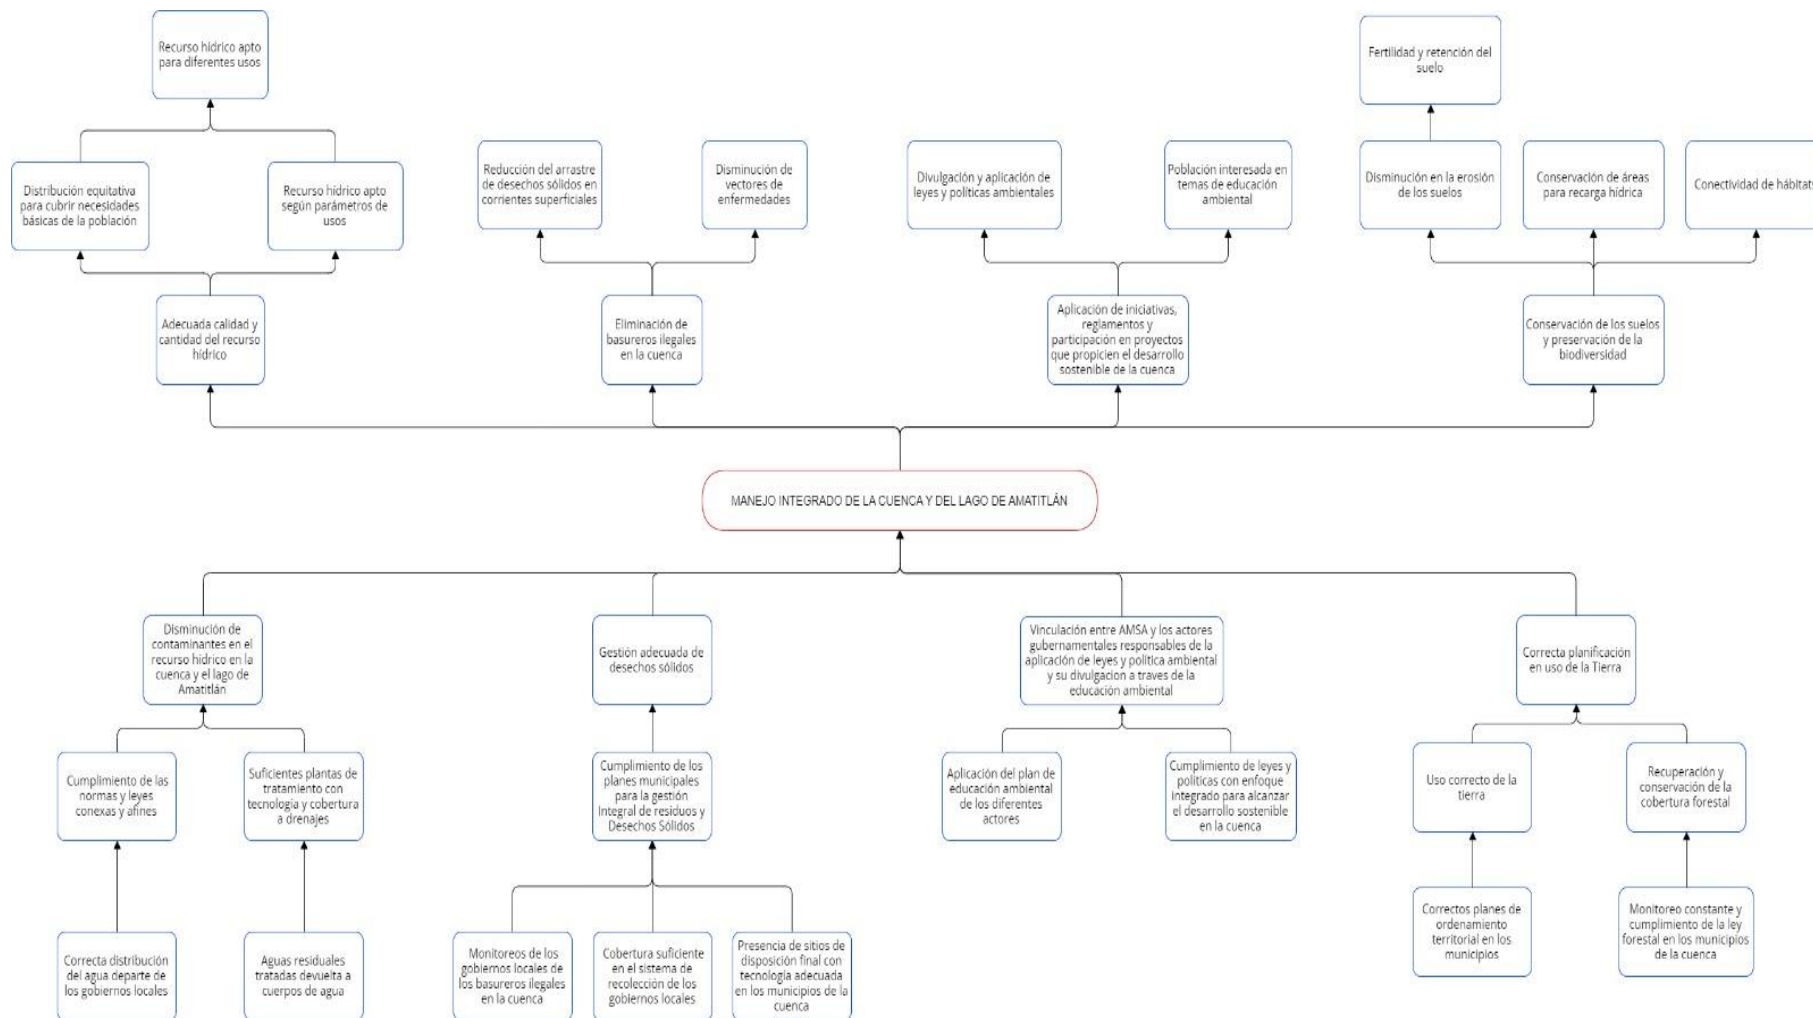 Recurso hídrico apto
para diferentes usos
Fertilidad y retención del
suelo
Distribución equitativa
para cubrir necesidades
básicas de la población
Recurso hídrico apto
según parámetros de
usos
Reducción del arrastre
de desechos sólidos en
corrientes superficiales
Disminución de
vectores de
enfermedades
Divulgación y aplicación de
leyes y políticas ambientales
Población interesada en
temas de educación
ambiental
Disminución en la erosión
de los suelos
Conservación de áreas
para recarga hídrica
Conectividad de hábitats
Adecuada calidad y
cantidad del recurso
hídrico
Eliminación de
basureros ilegales
en la cuenca
Aplicación de iniciativas,
reglamentos y
participación en proyectos
que propicien el desarrollo
sostenible de la cuenca
Conservación de los suelos
y preservación de la
biodiversidad
MANEJO INTEGRADO DE LA CUENCA Y DEL LAGO DE AMATITLÁN
Disminución de
contaminantes en el
recurso hídrico en la
cuenca y el lago de
Amatitlán
Gestión adecuada de
desechos sólidos
Vinculación entre AMSA y los actores
gubernamentales responsables de la
aplicación de leyes y política ambiental
y su divulgacion a traves de la
educación ambiental
Correcta planificación
en uso de la Tierra
Cumplimiento de las
normas y leyes
conexas y afines
Suficientes plantas de
tratamiento con
tecnología y cobertura
a drenajes
Cumplimiento de los
planes municipales
para la gestión
Integral de residuos y
Desechos Sólidos
Aplicación del plan de
educación ambiental
de los diferentes
actores
Cumplimiento de leyes y
políticas con enfoque
integrado para alcanzar
el desarrollo sostenible
en la cuenca
Uso correcto de la
tierra
Recuperación y
conservación de la
cobertura forestal
Correcta distribución
del agua departe de
los gobiernos locales
Aguas residuales
tratadas devuelta a
cuerpos de agua
Monitoreos de los
gobiernos locales de
los basureros ilegales
en la cuenca
Cobertura suficiente
en el sistema de
recolección de los
gobiernos locales
Presencia de sitios de
disposición final con
tecnología adecuada
en los municipios de la
cuenca
Correctos planes de
ordenamiento
territorial en los
municipios
Monitoreo constante y
cumplimiento de la ley
forestal en los municipios
de la cuenca